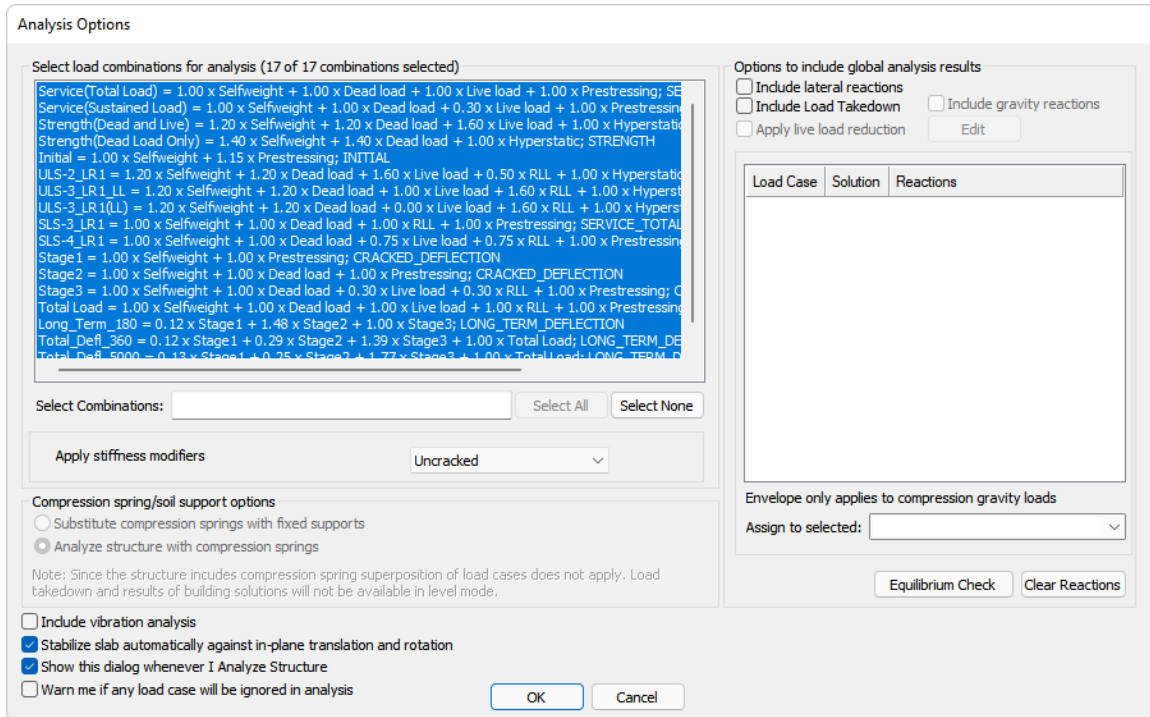 Analysis Options
Select load combinations for analysis (17 of 17 combinations selected)
Service(Total Load) = 1.00 x Selfweight + 1.00 x Dead load + 1.00 x Live load + 1.00 x Prestressing; SE
Service(Sustained Load) = 1.00 x Selfweight + 1.00 x Dead load + 0.30 x Live load + 1.00 x Prestressing
Strength(Dead and Live) = 1.20 x Selfweight + 1.20 x Dead load + 1.60 x Live load + 1.00 x Hyperstatic
Strength(Dead Load Only) = 1.40 x Selfweight + 1.40 x Dead load + 1.00 x Hyperstatic; STRENGTH
Initial = 1.00 x Selfweight + 1.15 x Prestressing; INITIAL
ULS-2_LR1 = 1.20 x Selfweight + 1.20 x Dead load + 1.60 x Live load + 0.50 x RLL + 1.00 x Hyperstatic
ULS-3_LR1_LL = 1.20 x Selfweight + 1.20 x Dead load + 1.00 x Live load + 1.60 x RLL + 1.00 x Hyperst
ULS-3_LR1(LL) = 1.20 x Selfweight + 1.20 x Dead load + 0.00 x Live load + 1.60 x RLL + 1.00 x Hypers
SLS-3_LR1 = 1.00 x Selfweight + 1.00 x Dead load + 1.00 x RLL + 1.00 x Prestressing; SERVICE_TOTAL
SLS-4_LR1 = 1.00 x Selfweight + 1.00 x Dead load + 0.75 x Live load + 0.75 x RLL + 1.00 x Prestressin
Stage1 = 1.00 x Selfweight + 1.00 x Prestressing; CRACKED_DEFLECTION
Stage2 = 1.00 x Selfweight + 1.00 x Dead load + 1.00 x Prestressing; CRACKED_DEFLECTION
Stage3 = 1.00 x Selfweight + 1.00 x Dead load + 0.30 x Live load + 0.30 x RLL + 1.00 x Prestressing; C
Total Load = 1.00 x Selfweight + 1.00 x Dead load + 1.00 x Live load + 1.00 x RLL + 1.00 x Prestressing
Long_Term_180 = 0.12 x Stage1 + 1.48 x Stage2 + 1.00 x Stage3; LONG_TERM_DEFLECTION
Total_Defl_360 = 0.12 x Stage1 + 0.29 x Stage2 + 1.39 x Stage3 + 1.00 x Total Load; LONG_TERM_DE
Total_Defl_5000 = 0.13 x Stage1 + 0.25 x Stage2 + 1.77 x Stage3 + 1.00 x Total Load; LONG_TERM_D
Select Combinations:
Select All
Select None
Apply stiffness modifiers
Uncracked
Compression spring/soil support options
Substitute compression springs with fixed supports
Analyze structure with compression springs
Note: Since the structure incudes compression spring superposition of load cases does not apply. Load
takedown and results of building solutions will not be available in level mode.
Include vibration analysis
Stabilize slab automatically against in-plane translation and rotation
Show this dialog whenever I Analyze Structure
Warn me if any load case will be ignored in analysis
OK
Cancel
Options to include global analysis results
Include lateral reactions
Include Load Takedown
Include gravity reactions
Apply live load reduction
Edit
Load Case Solution Reactions
Envelope only applies to compression gravity loads
Assign to selected:
Equilibrium Check
Clear Reactions